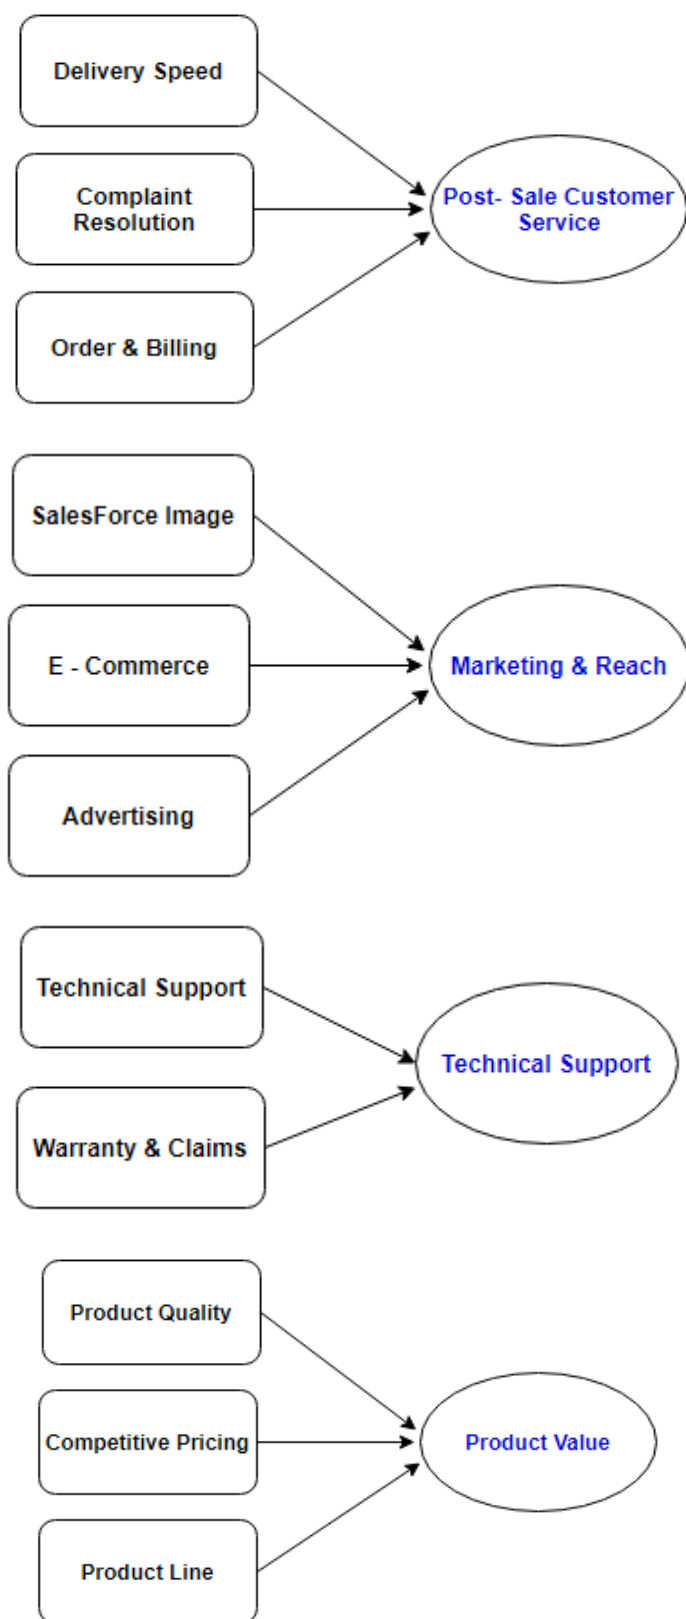 Delivery Speed
Complaint
Resolution
Order & Billing
Post- Sale Customer
Service
SalesForce Image
E - Commerce
Advertising
Marketing & Reach
Technical Support
Warranty & Claims
Technical Support
Product Quality
Competitive Pricing
Product Line
Product Value